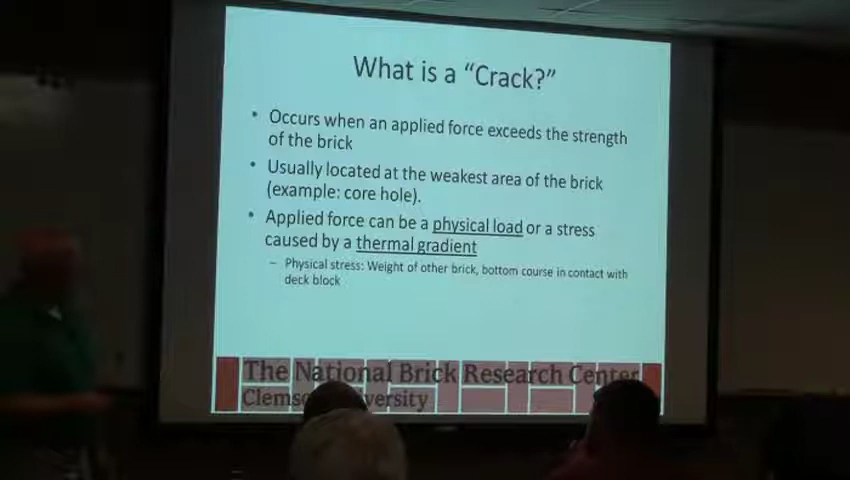 What is a “Crack?”
• Occurs when an applied force exceeds the strength
of the brick
• Usually located at the weakest area of the brick
(example: core hole).
• Applied force can be a physical load or a stress
caused by a thermal gradient
– Physical stress: Weight of other brick, bottom course in contact with
deck block
The National Brick Research Center